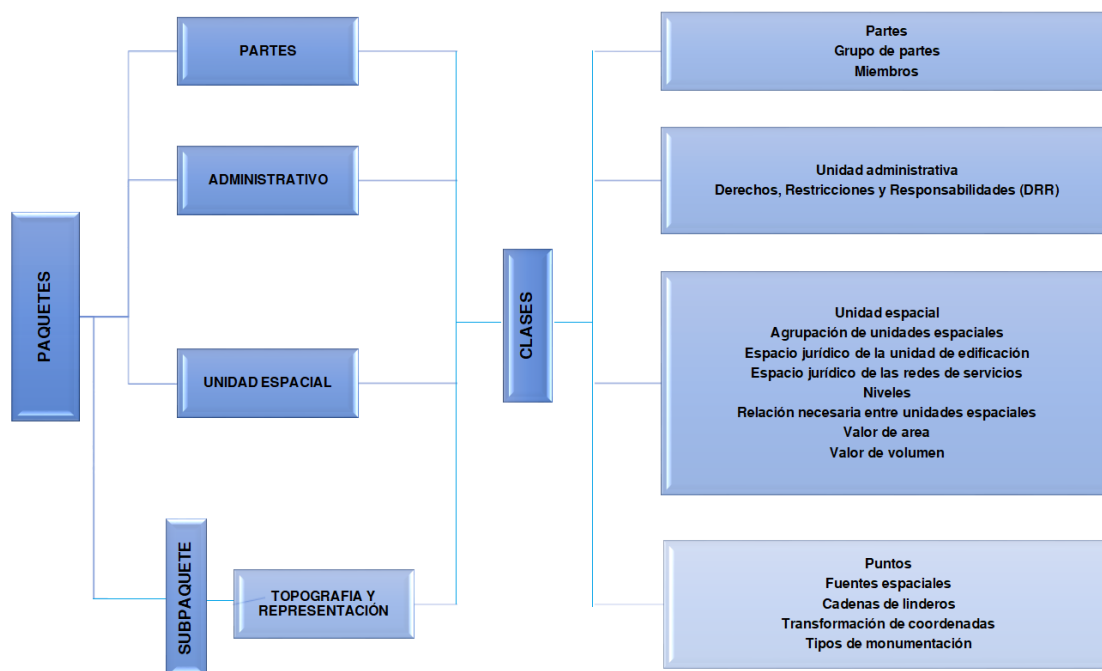 PAQUETES
PARTES
ADMINISTRATIVO
UNIDAD ESPACIAL
SUBPAQUETE
TOPOGRAFIA Y
REPRESENTACIÓN
CLASES
Partes
Grupo de partes
Miembros
Unidad administrativa
Derechos, Restricciones y Responsabilidades (DRR)
Unidad espacial
Agrupación de unidades espaciales
Espacio jurídico de la unidad de edificación
Espacio jurídico de las redes de servicios
Niveles
Relación necesaria entre unidades espaciales
Valor de area
Valor de volumen
Puntos
Fuentes espaciales
Cadenas de linderos
Transformación de coordenadas
Tipos de monumentación